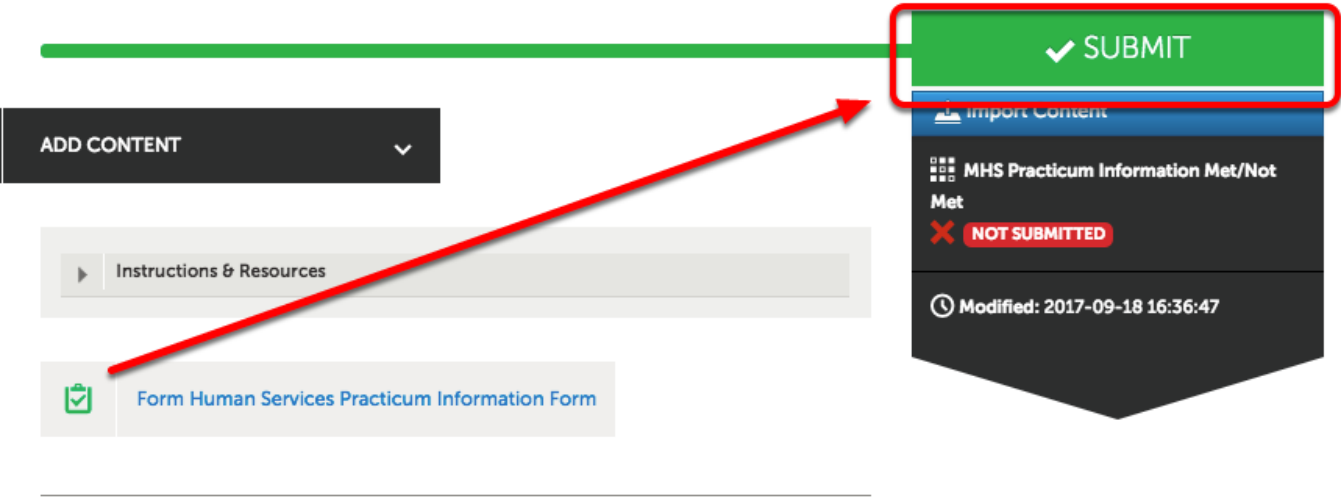 SUBMIT
Import Content
ADD CONTENT
MHS Practicum Information Met/Not
Met
NOT SUBMITTED
Instructions & Resources
Modified: 2017-09-18 16:36:47
Form Human Services Practicum Information Form